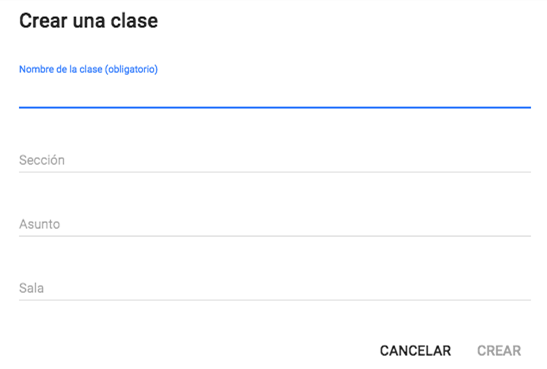 Crear una clase
Nombre de la clase (obligatorio)
Sección
Asunto
Sala
CANCELAR CREAR